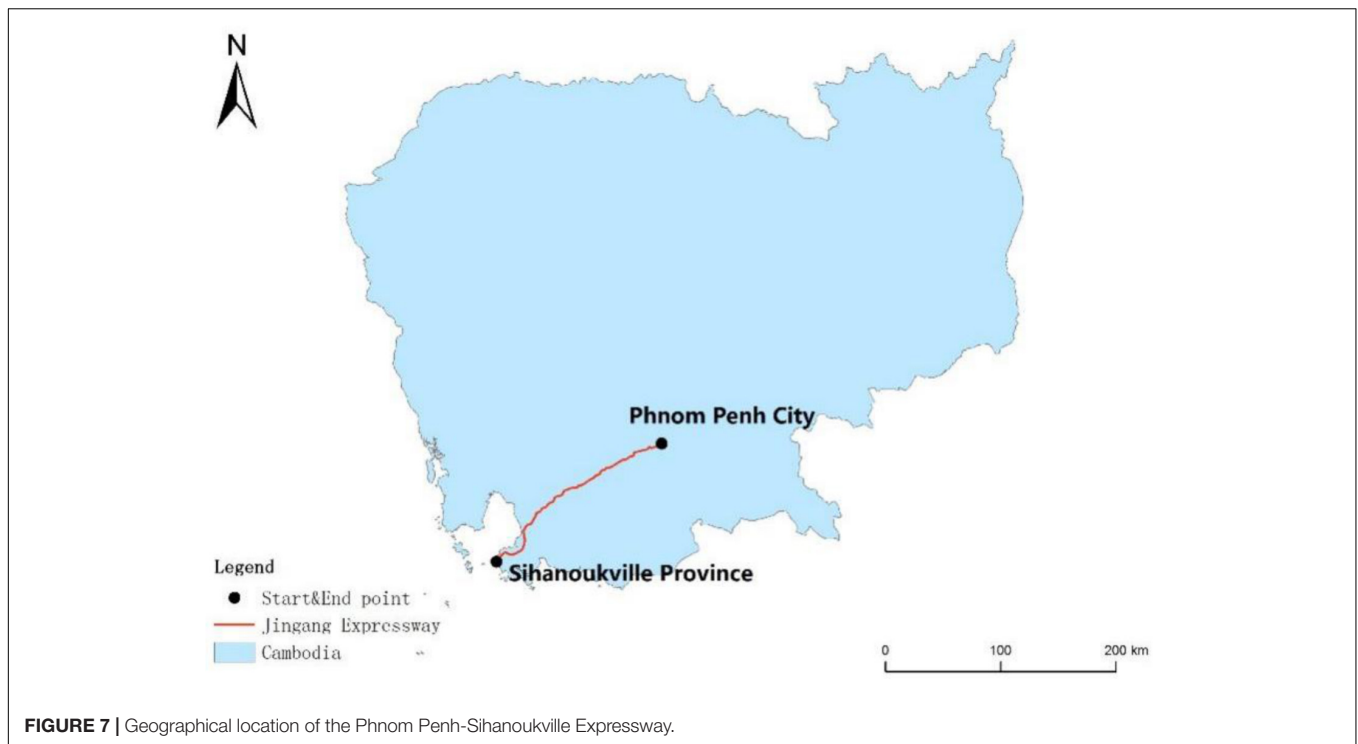 N
Phnom Penh City
Sihanoukville Province
Legend
Start&End point
Jingang Expressway
Cambodia
0 100 200 km
FIGURE 7 | Geographical location of the Phnom Penh-Sihanoukville Expressway.